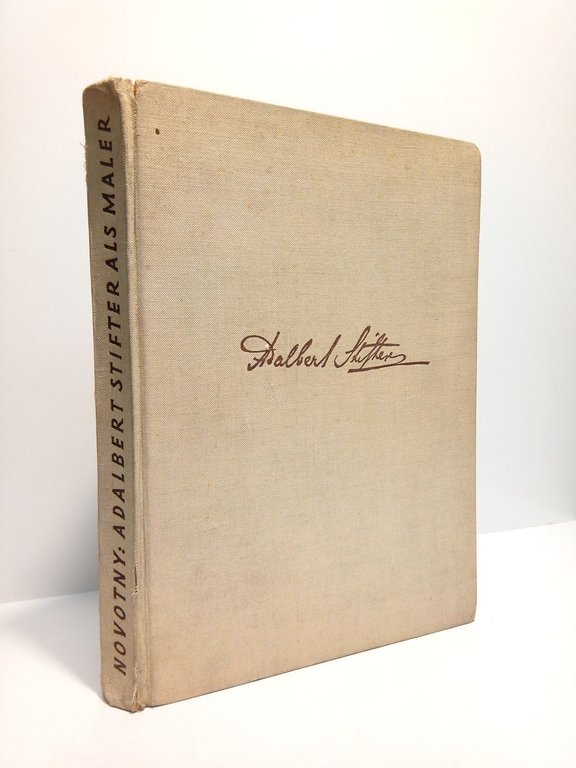 NOVOTNY: ADALBERT STIFTER ALS MALER
Adalbert Stifter